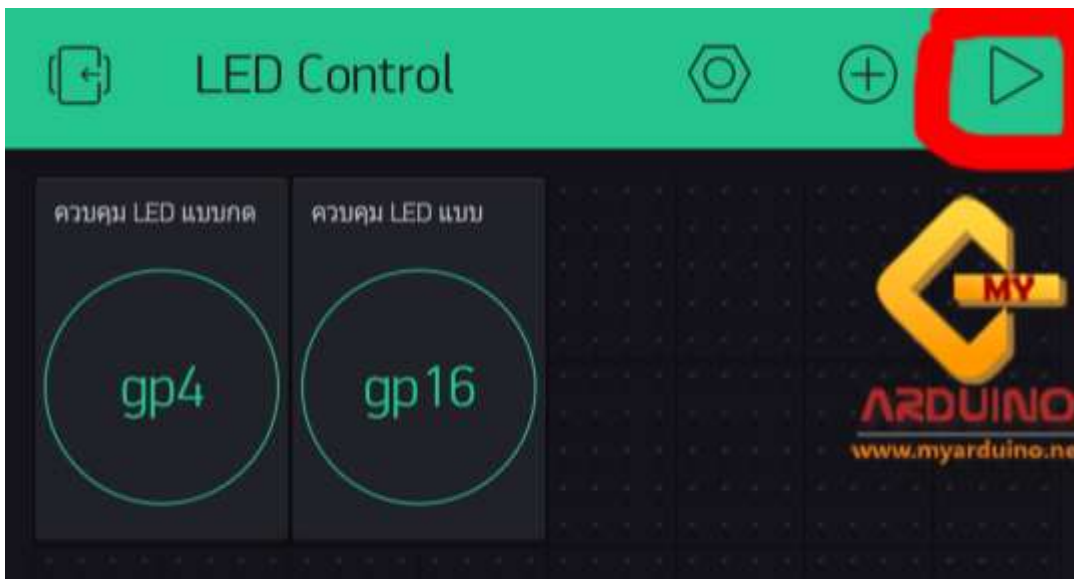 LED Control
ควบคุม LED แบบกด
ควบคุม LED แบบ
gp4
gp16
MY
ARDUINO
www.myarduino.ne